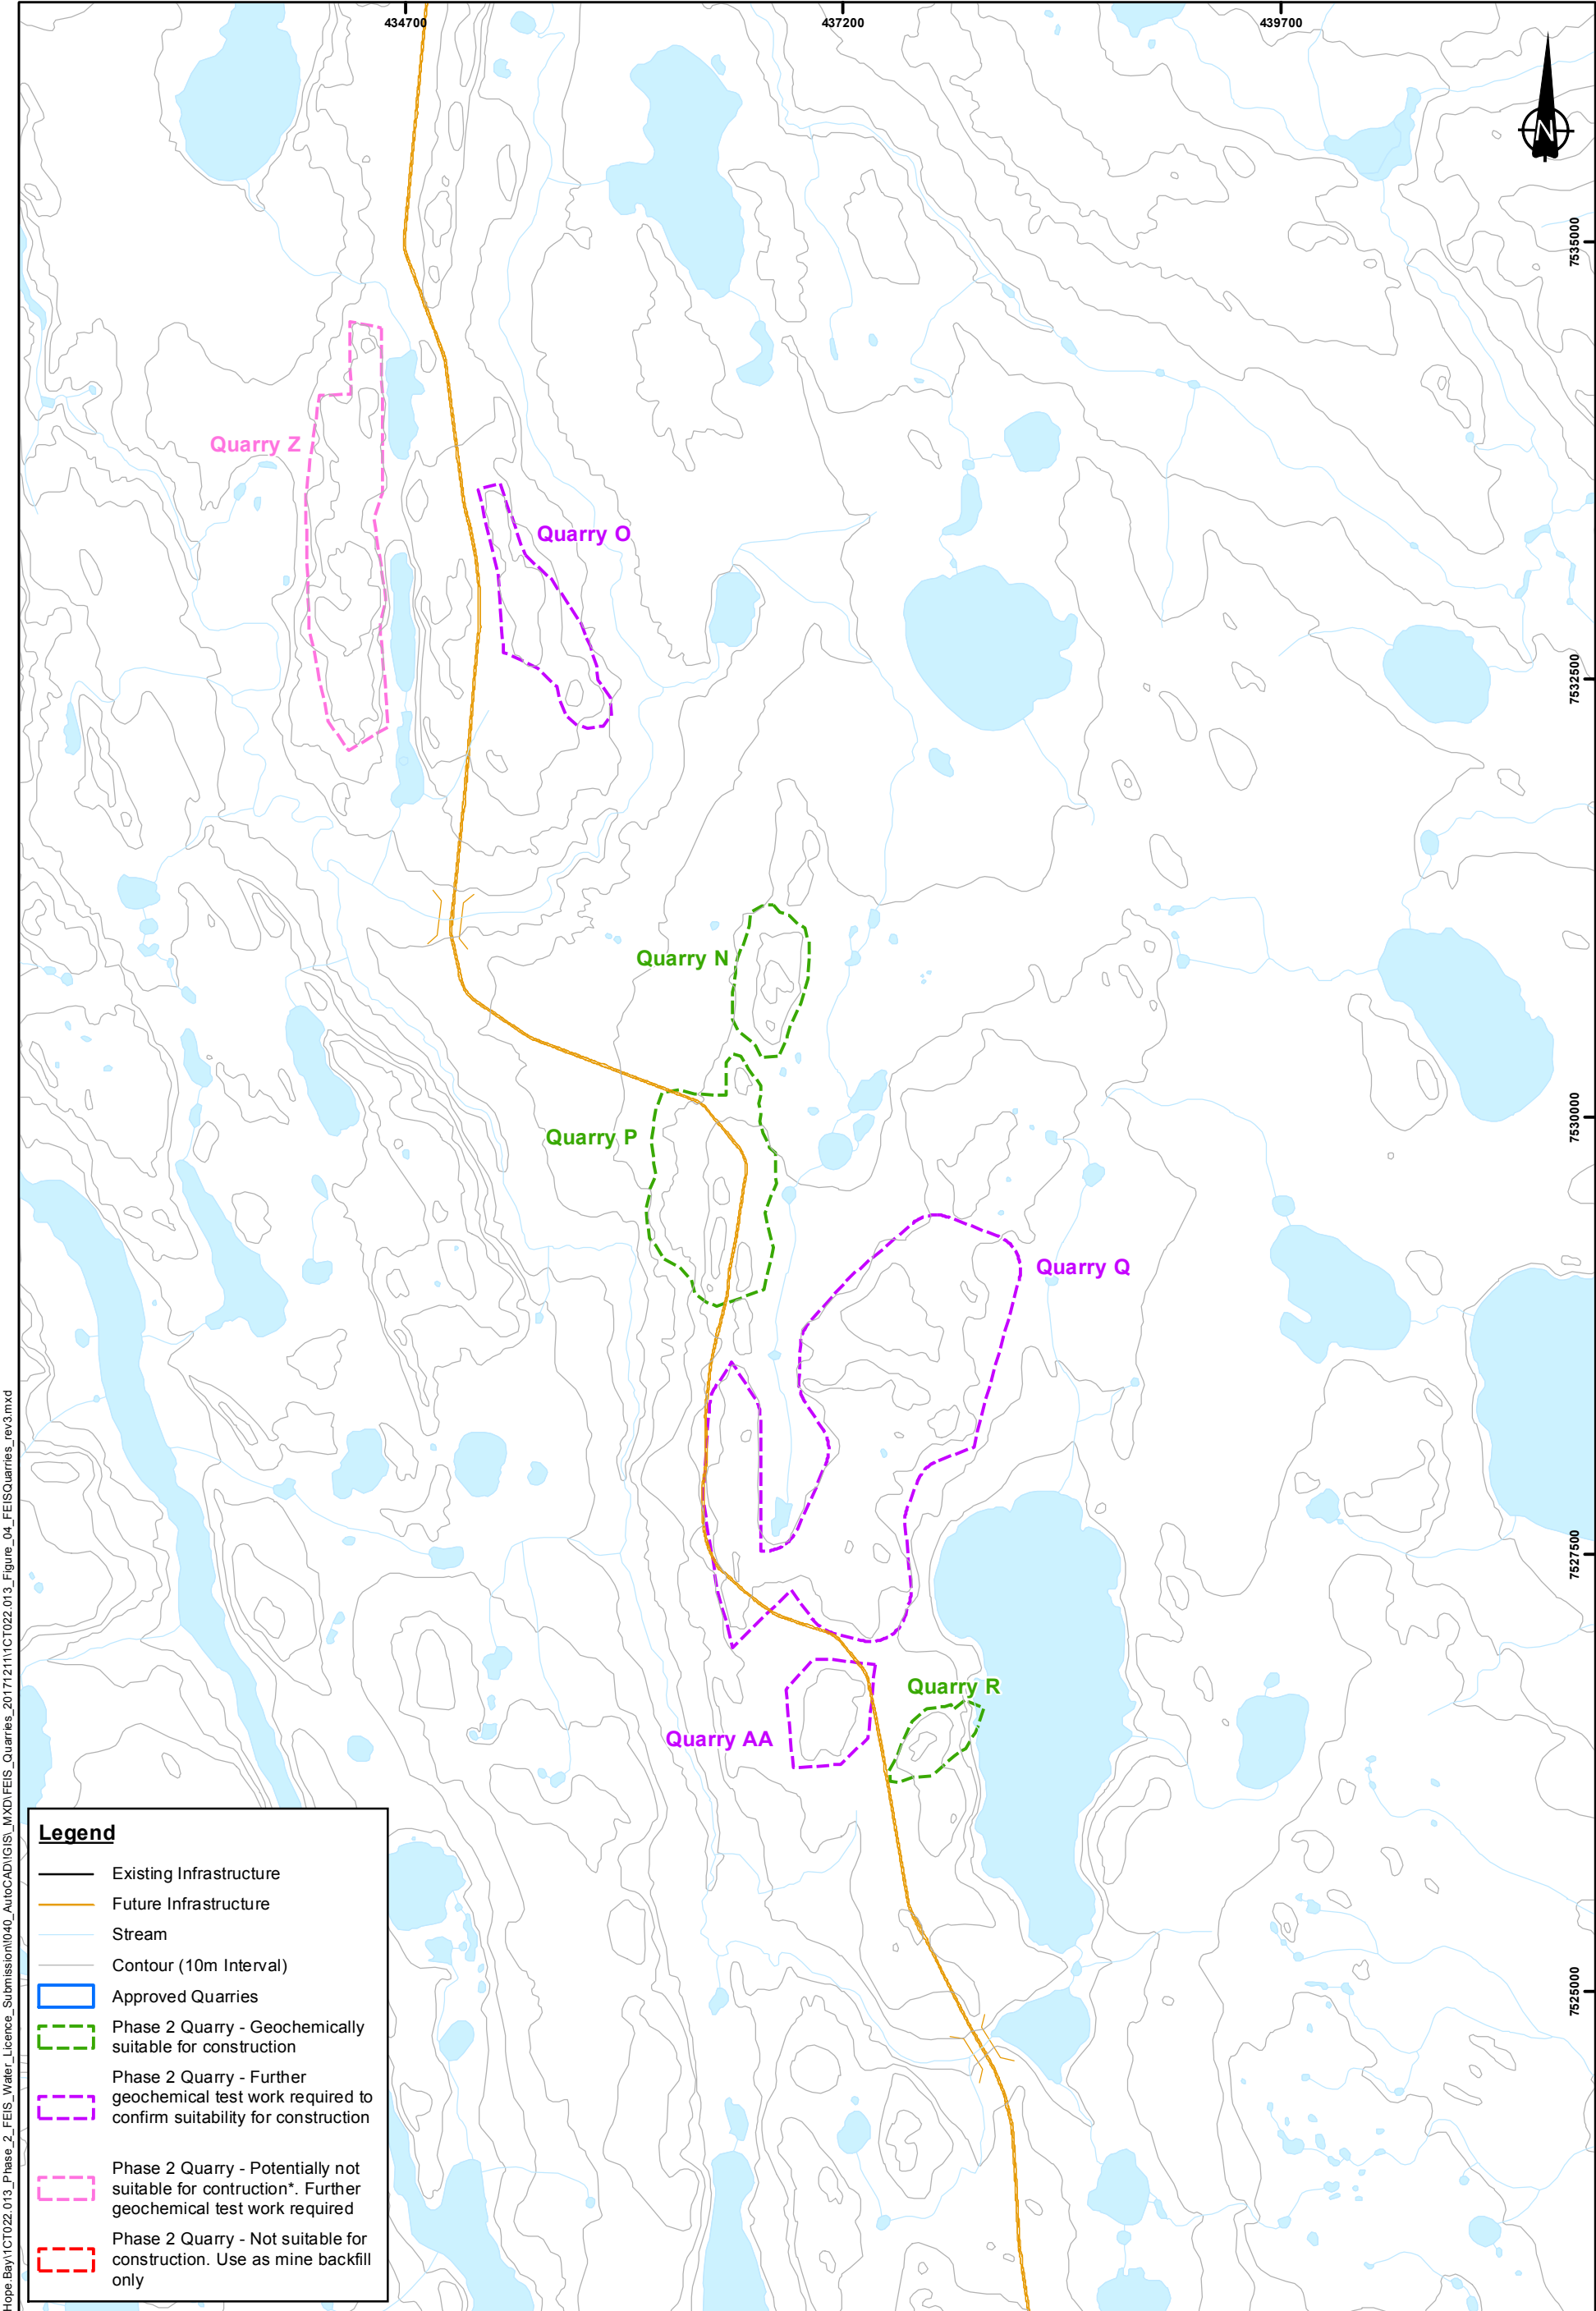 434700
437200
439700
N
7535000
Quarry Z
Quarry O
7532500
Quarry N
7530000
Quarry P
Quarry Q
7527500
Quarry R
Quarry AA
7525000
Legend
Existing Infrastructure
Future Infrastructure
Stream
Contour (10m Interval)
Approved Quarries
Phase 2 Quarry - Geochemically
suitable for construction
Phase 2 Quarry - Further
geochemical test work required to
confirm suitability for construction
Phase 2 Quarry - Potentially not
suitable for contruction*. Further
geochemical test work required
Phase 2 Quarry - Not suitable for
construction. Use as mine backfill
only
Hope.Bay\1CT022.013_Phase_2_FEIS_Water_Licence_Submission\!040_AutoCAD\!GIS\_MXD\FEIS_Quarries_20171211\1CT022.013_Figure_04_FEISQuarries_rev3.mxd